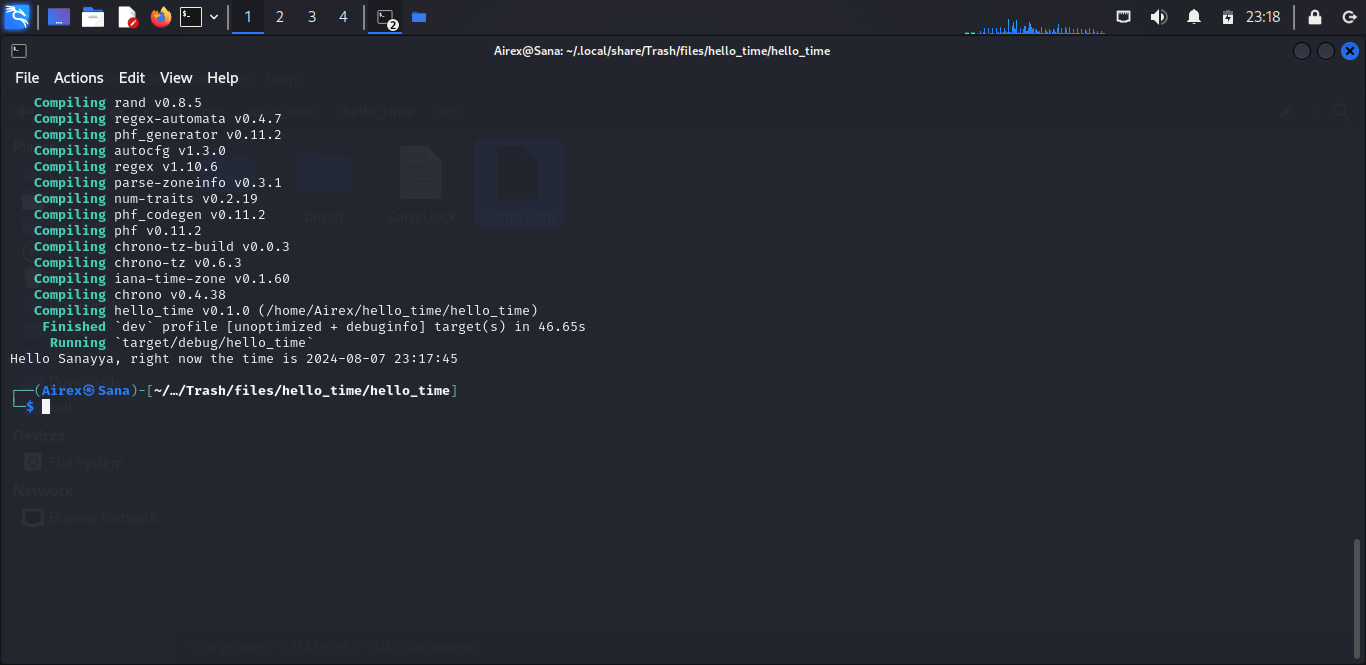 1 2 3 4 2 23:18
Airex@Sana: ~/.local/share/Trash/files/hello_time/hello_time
File Actions Edit View Help
Compiling rand v0.8.5
Compiling regex-automata v0.4.7
Compiling phf_generator v0.11.2
Compiling autocfg v1.3.0
Compiling regex v1.10.6
Compiling parse-zoneinfo v0.3.1
Compiling num-traits v0.2.19
Compiling phf_codegen v0.11.2
Compiling phf v0.11.2
Compiling chrono-tz-build v0.0.3
Compiling chrono-tz v0.6.3
Compiling iana-time-zone v0.1.60
Compiling chrono v0.4.38
Compiling hello_time v0.1.0 (/home/Airex/hello_time/hello_time)
Finished `dev` profile [unoptimized + debuginfo] target(s) in 46.65s
Running `target/debug/hello_time`
Hello Sanayya, right now the time is 2024-08-07 23:17:45
┌──(Airex㉿Sana)-[~/…/Trash/files/hello_time/hello_time]
└─$
hello_time
target
Cargo.lock
Cargo.toml
Devices
File System
Network
Browse Network
"Cargo.toml" | 114 bytes | TOML document